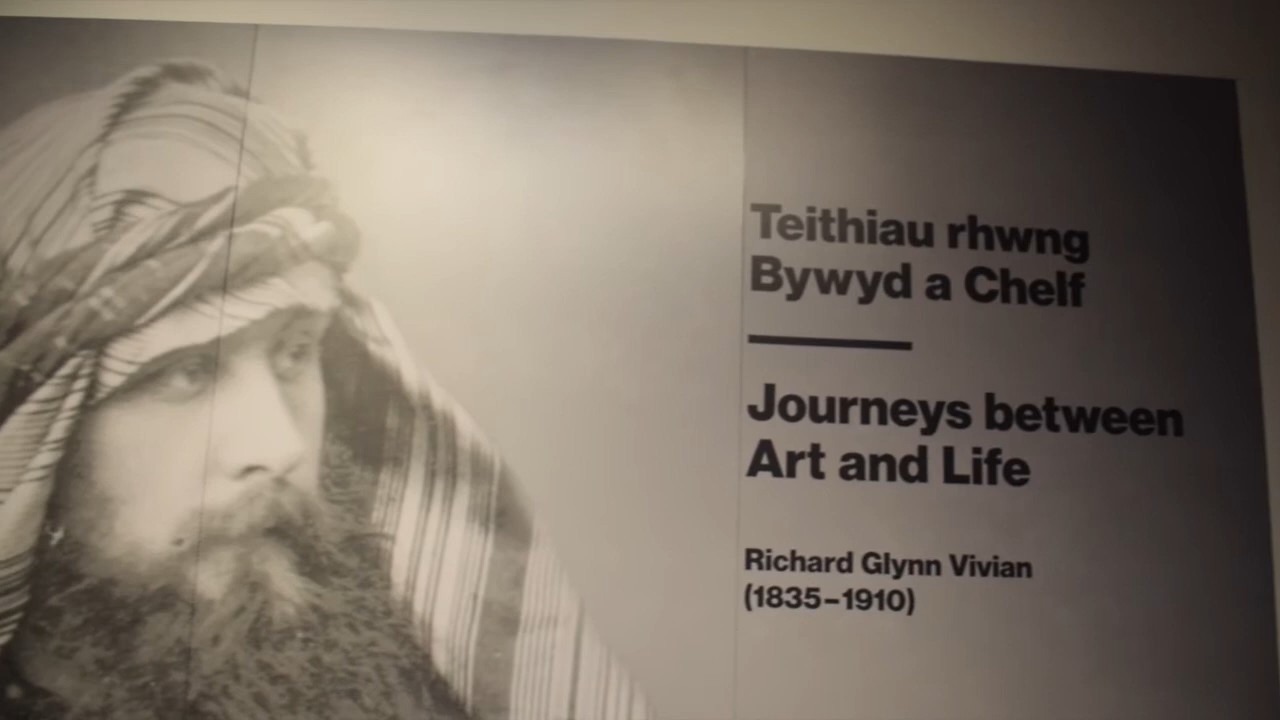 Teithiau rhwng
Bywyd a Chelf
Journeys between
Art and Life
Richard Glynn Vivian
(1835–1910)